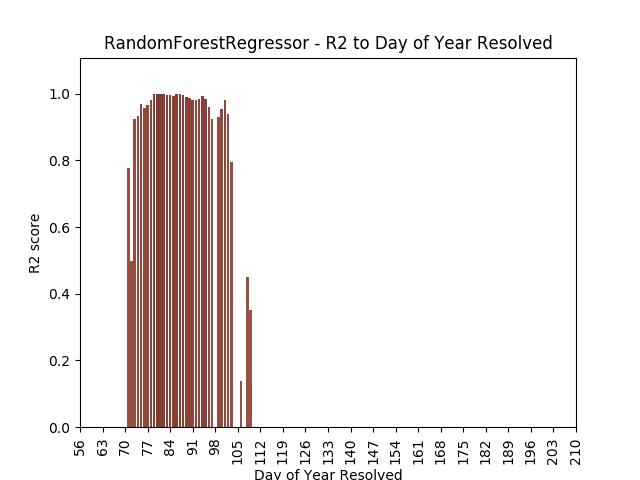 RandomForestRegressor - R2 to Day of Year Resolved
1.0
0.8
0.6
0.4
0.2
0.0
R2 score
56 63 70 77 84 91 98 105 112 119 126 133 140 147 154 161 168 175 182 189 196 203 210
Day of Year Resolved